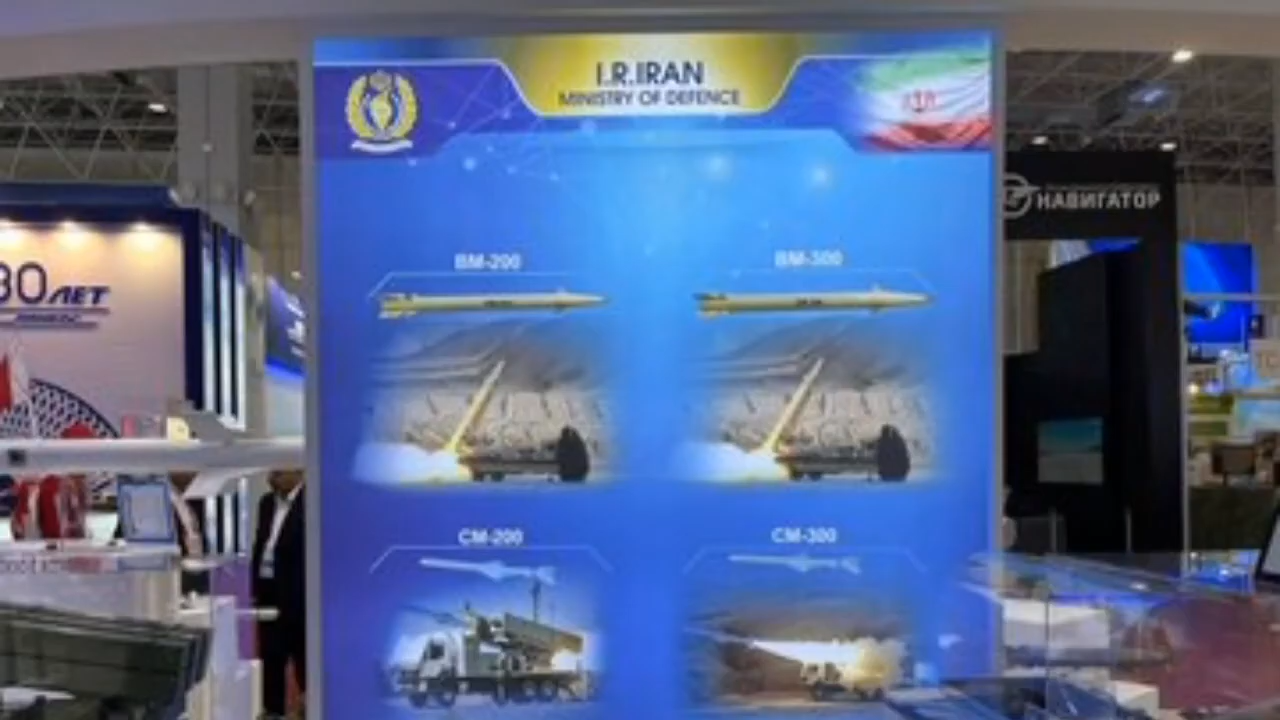 I.R.IRAN
MINISTRY OF DEFENCE
НАВИГАТОР
BM-200
BM-300
30 ЛЕТ
CM-200
CM-300